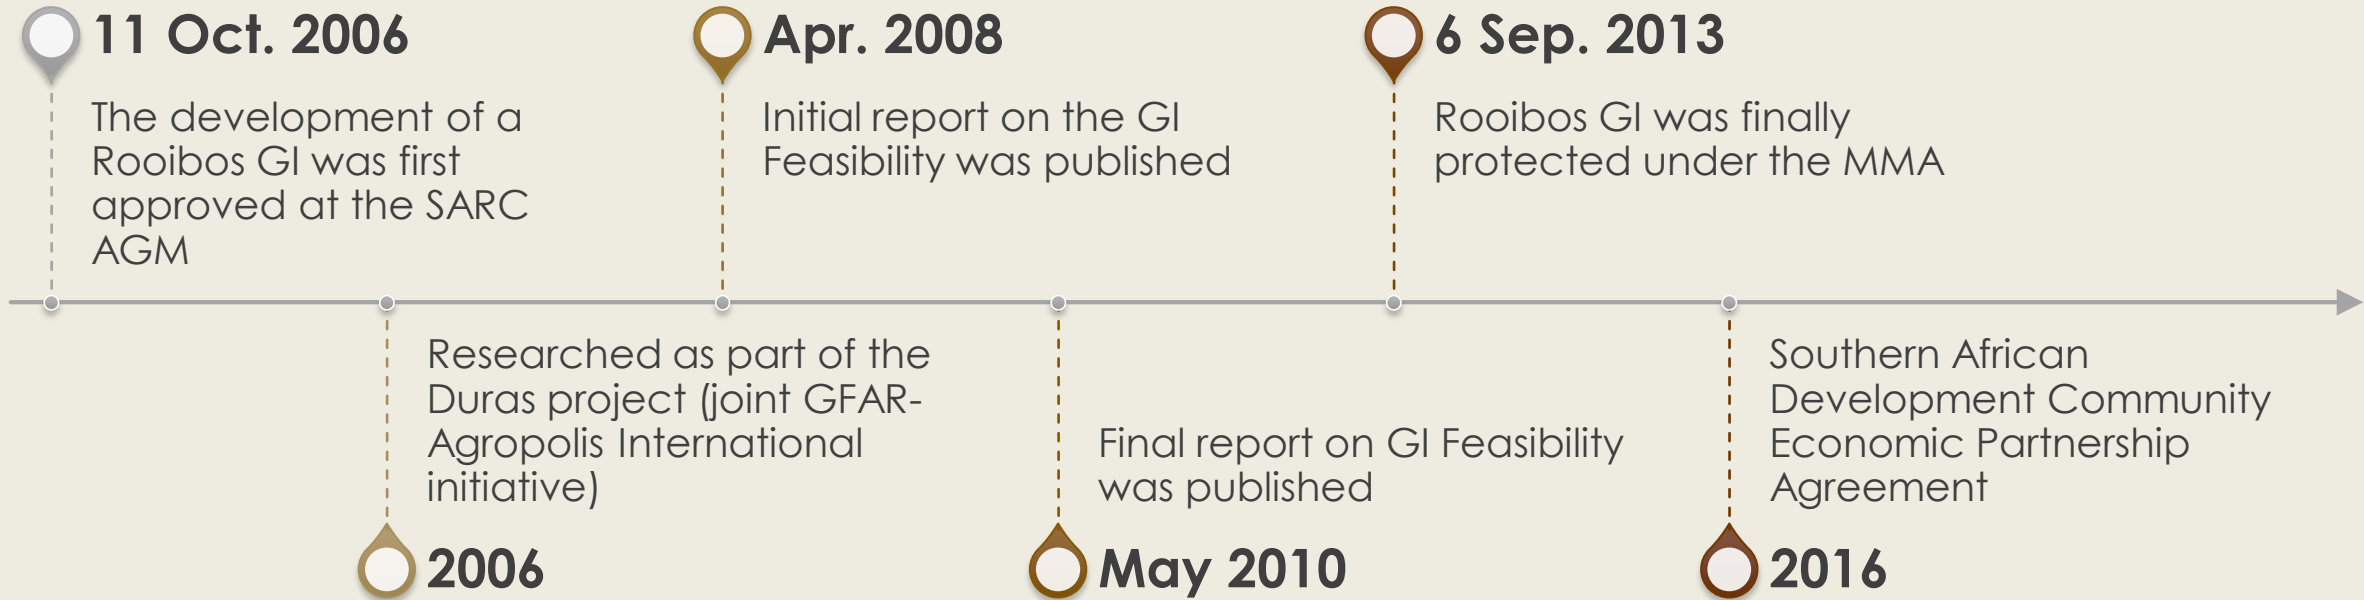 11 Oct. 2006
The development of a
Rooibos GI was first
approved at the SARC
AGM
Researched as part of the
Duras project (joint GFAR-
Agropolis International
initiative)
2006
Apr. 2008
Initial report on the GI
Feasibility was published
Final report on GI Feasibility
was published
May 2010
6 Sep. 2013
Rooibos GI was finally
protected under the MMA
Southern African
Development Community
Economic Partnership
Agreement
2016